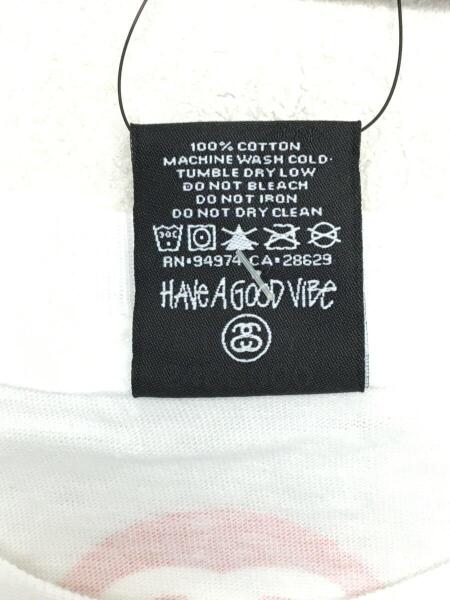 100% COTTON
MACHINE WASH COLD·
TUMBLE DRY LOW
DO NOT BLEACH
DO NOT IRON
DO NOT DRY CLEAN
RN·94974 CA·28629
HAVE A GOOD VIBE